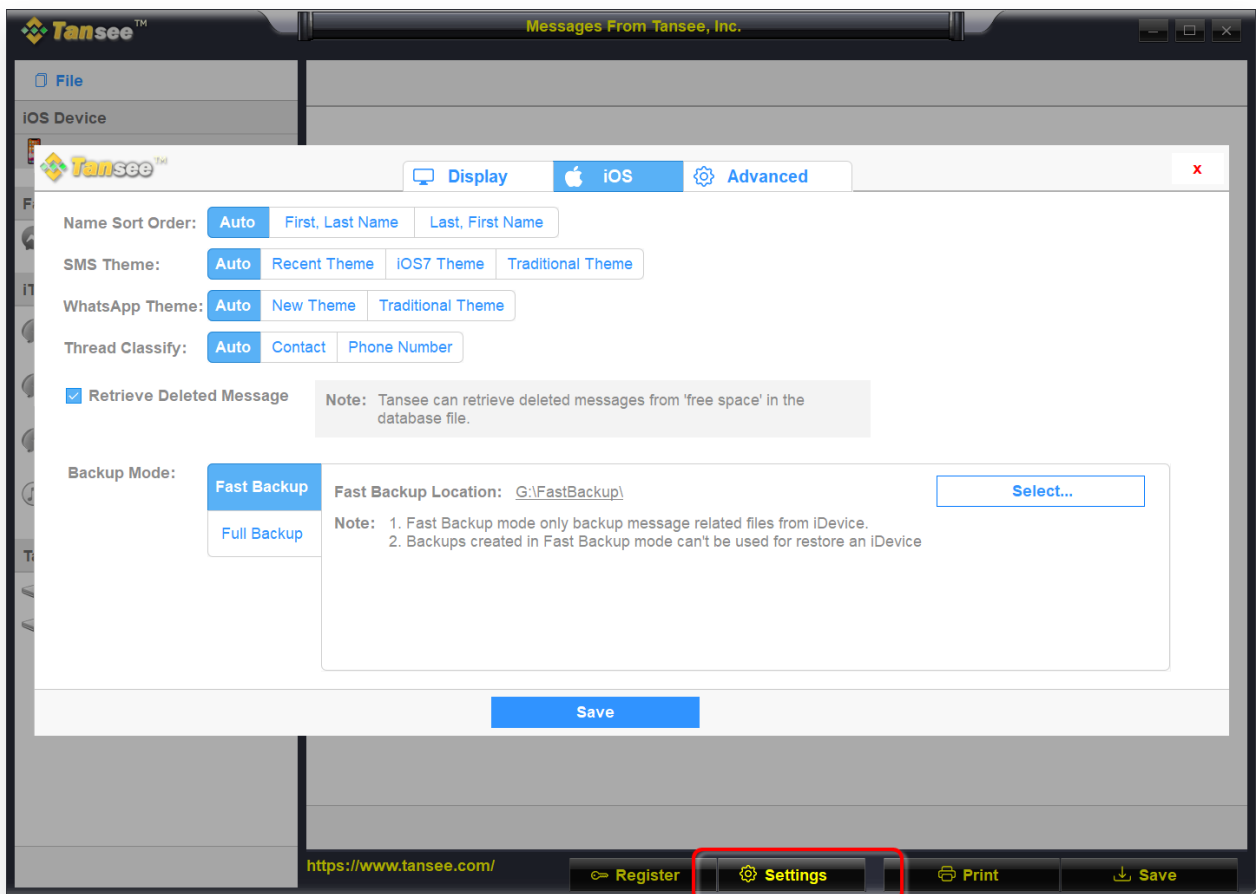 Tansee™
Messages From Tansee, Inc.
File
iOS Device
Tansee™
Display
iOS
Advanced
x
Name Sort Order: Auto First, Last Name Last, First Name
SMS Theme: Auto Recent Theme iOS7 Theme Traditional Theme
WhatsApp Theme: Auto New Theme Traditional Theme
Thread Classify: Auto Contact Phone Number
Retrieve Deleted Message
Note: Tansee can retrieve deleted messages from 'free space' in the
database file.
Backup Mode:
Fast Backup
Full Backup
Fast Backup Location: G:\FastBackup\
Select...
Note: 1. Fast Backup mode only backup message related files from iDevice.
2. Backups created in Fast Backup mode can't be used for restore an iDevice
Save
https://www.tansee.com/
Register
Settings
Print
Save